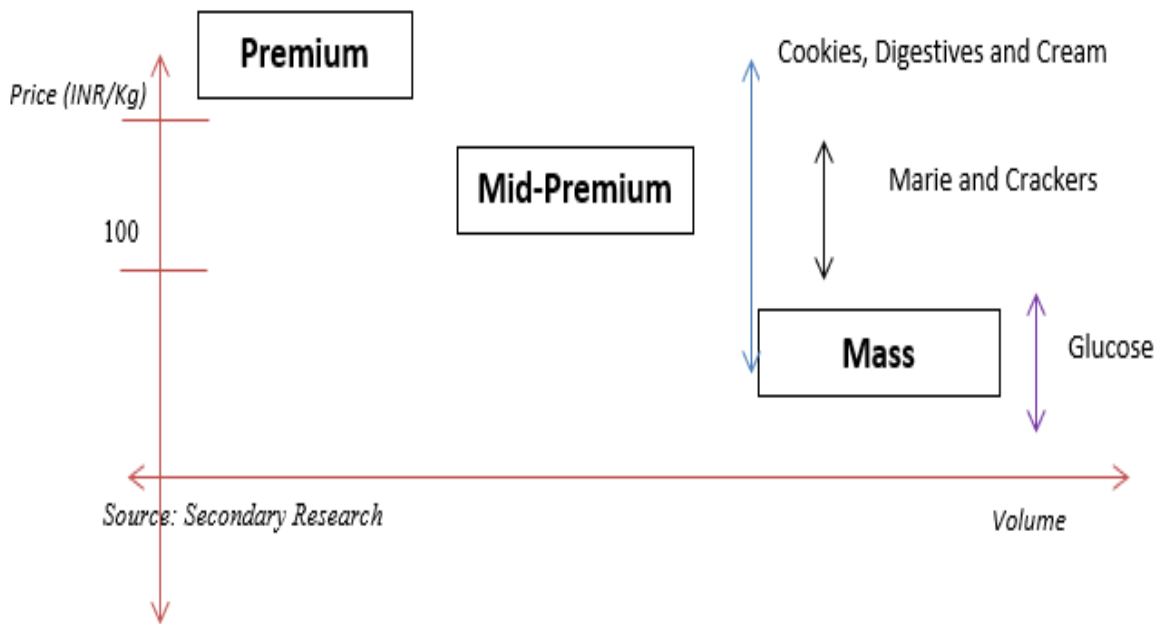 Premium
Cookies, Digestives and Cream
Price (INR/Kg)
Mid-Premium
Marie and Crackers
100
Mass
Glucose
Source: Secondary Research
Volume